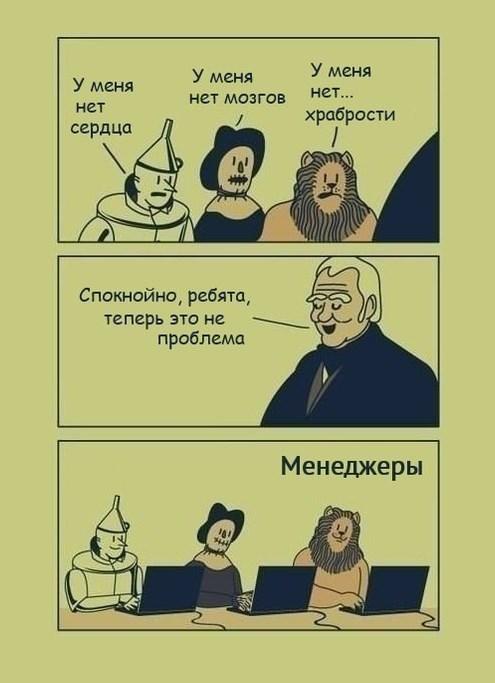 У меня
нет
сердца
У меня
нет мозгов
У меня
нет...
храбрости
Спокнойно, ребята,
теперь это не
проблема
Менеджеры